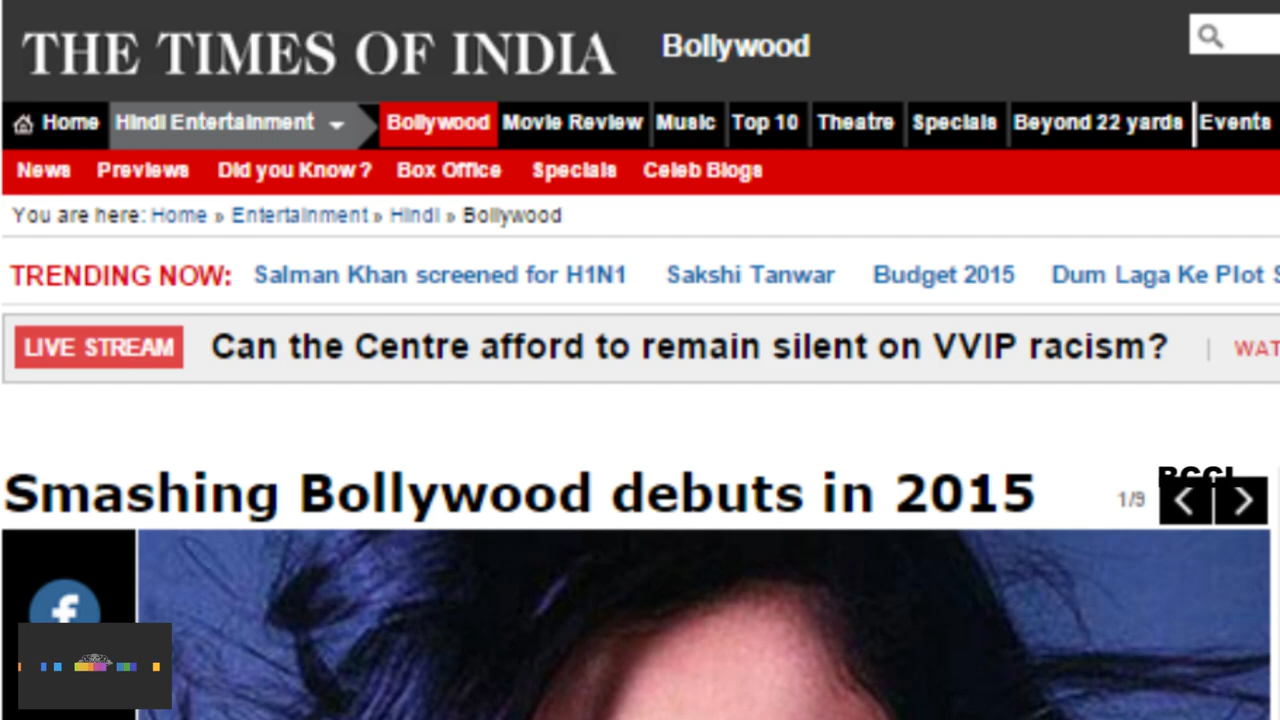 THE TIMES OF INDIA Bollywood
Home Hindi Entertainment Bollywood Movie Review Music Top 10 Theatre Specials Beyond 22 yards Events
News Previews Did you Know? Box Office Specials Celeb Blogs
You are here: Home » Entertainment » Hindi » Bollywood
TRENDING NOW: Salman Khan screened for H1N1 Sakshi Tanwar Budget 2015 Dum Laga Ke Plot S
LIVE STREAM Can the Centre afford to remain silent on VVIP racism? | WAT
Smashing Bollywood debuts in 2015 1/9
f